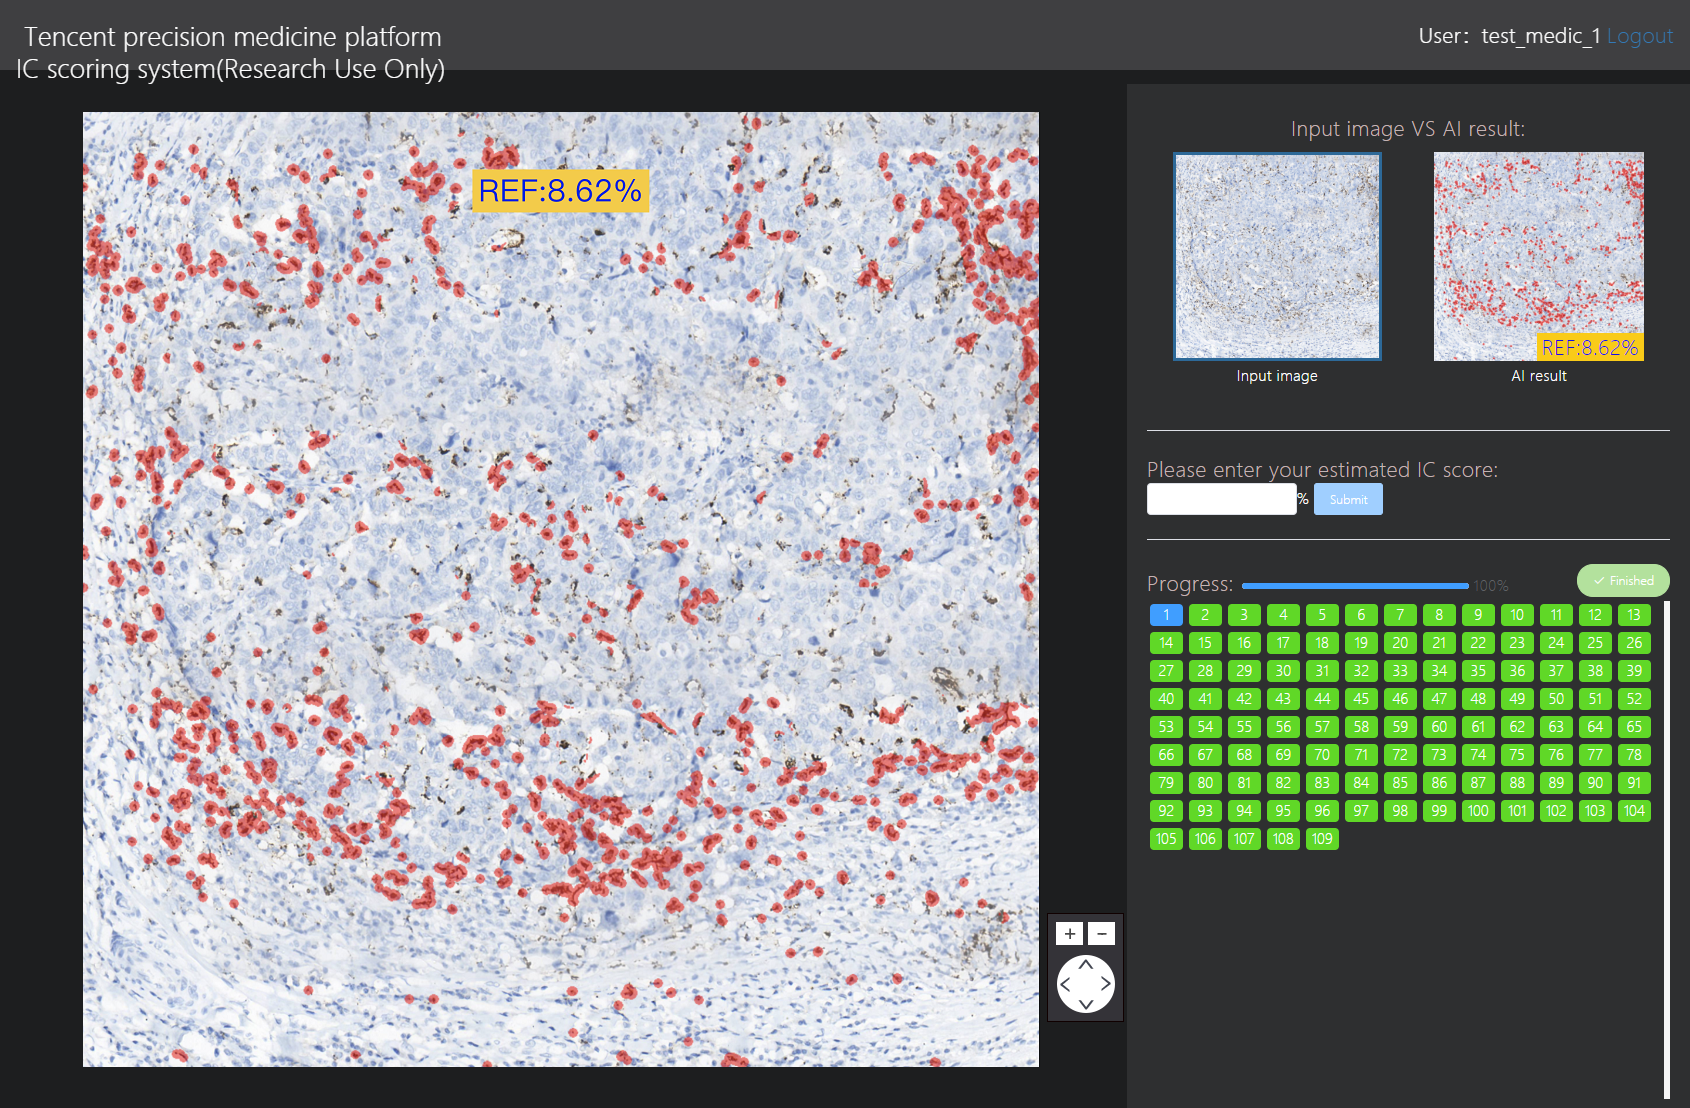 Tencent precision medicine platform
IC scoring system(Research Use Only)
User：test_medic_1 Logout
REF:8.62%
Input image VS AI result:
REF:8.62%
Input image
AI result
Please enter your estimated IC score:
% Submit
Progress: 100% Finished
1 2 3 4 5 6 7 8 9 10 11 12 13
14 15 16 17 18 19 20 21 22 23 24 25 26
27 28 29 30 31 32 33 34 35 36 37 38 39
40 41 42 43 44 45 46 47 48 49 50 51 52
53 54 55 56 57 58 59 60 61 62 63 64 65
66 67 68 69 70 71 72 73 74 75 76 77 78
79 80 81 82 83 84 85 86 87 88 89 90 91
92 93 94 95 96 97 98 99 100 101 102 103 104
105 106 107 108 109